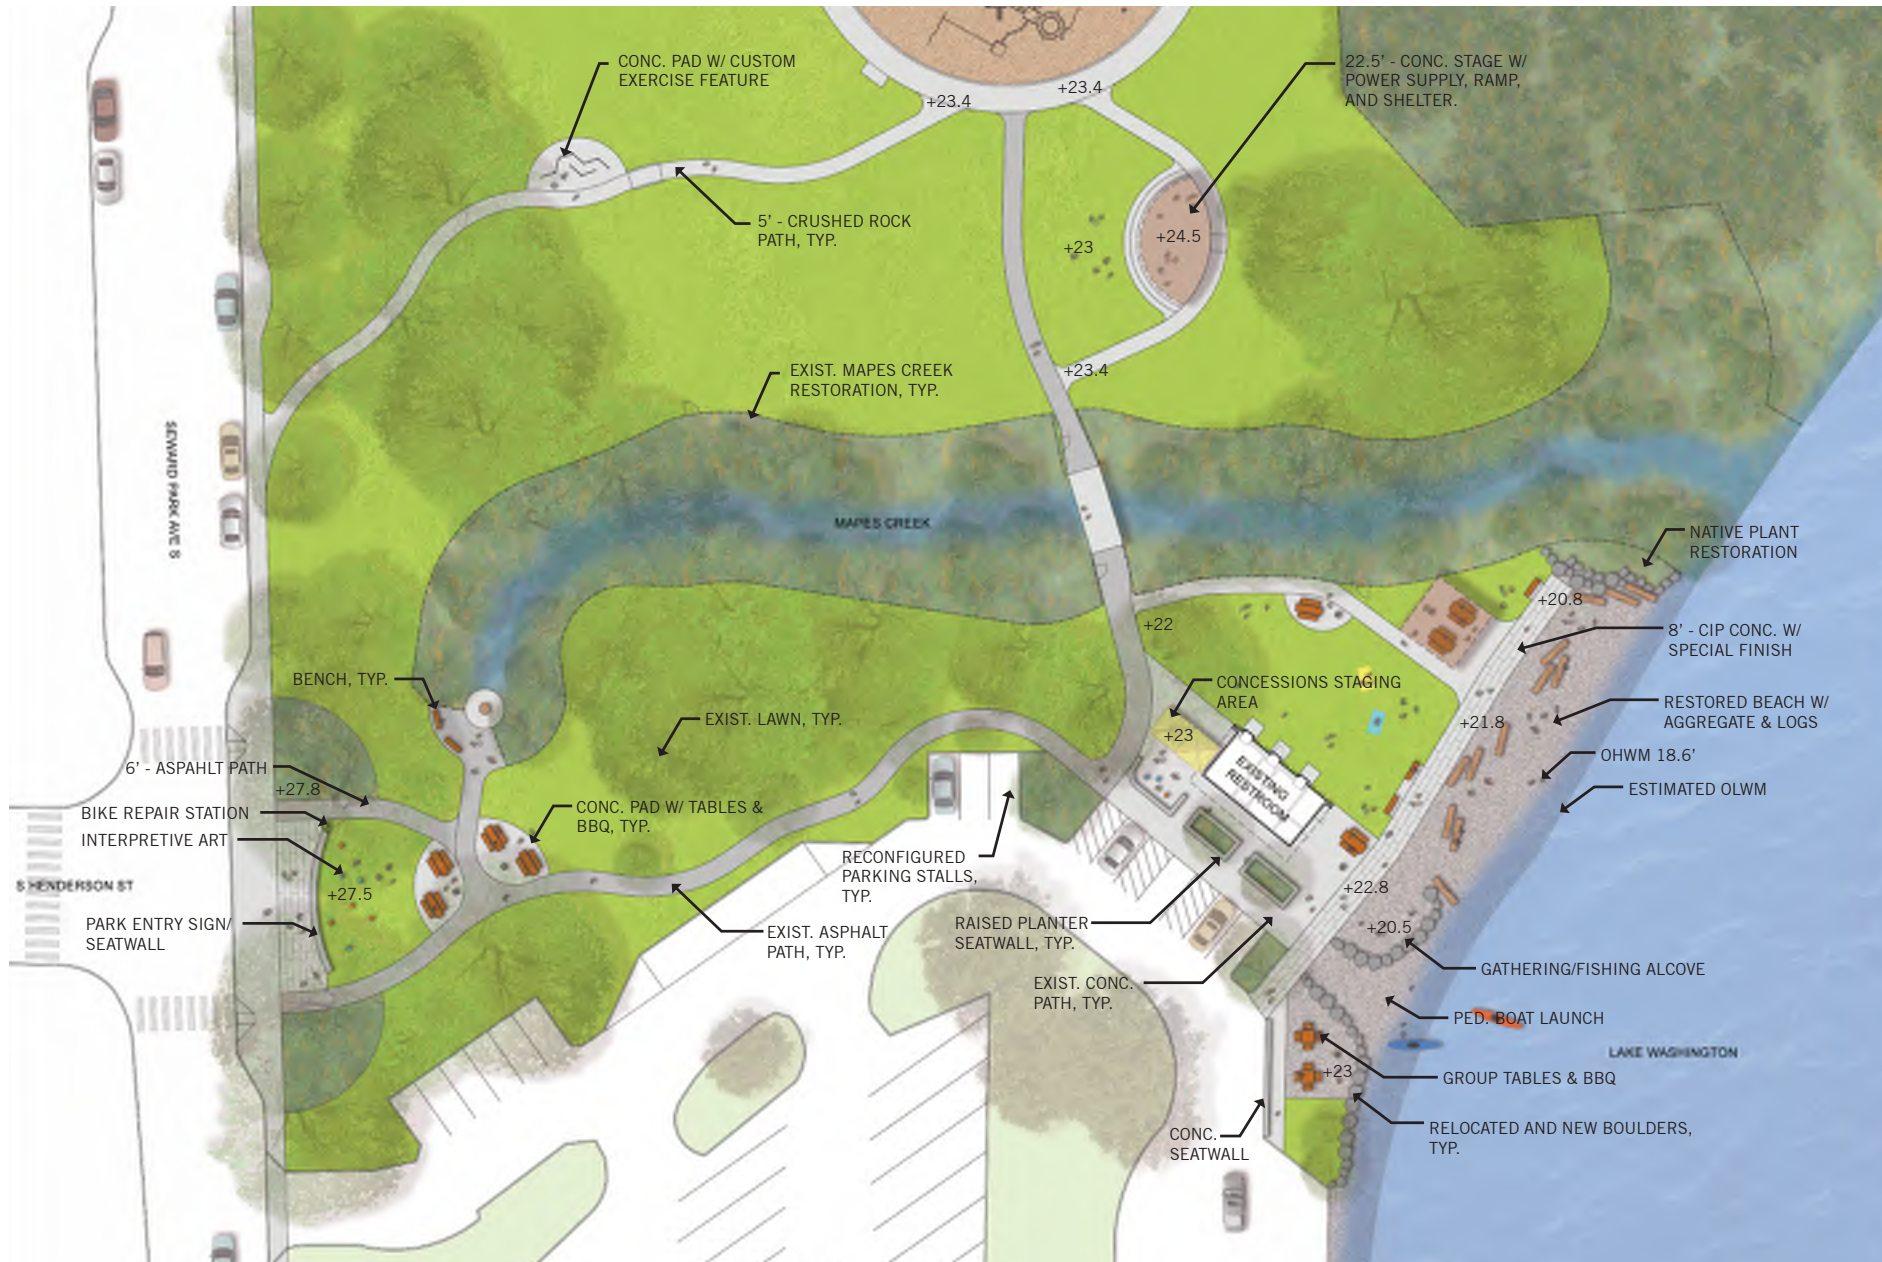 CONC. PAD W/ CUSTOM
EXERCISE FEATURE
22.5' - CONC. STAGE W/
POWER SUPPLY, RAMP,
AND SHELTER.
+23.4
+23.4
5' - CRUSHED ROCK
PATH, TYP.
+23
+24.5
EXIST. MAPES CREEK
RESTORATION, TYP.
+23.4
SEWARD PARK AVE S
MAPES CREEK
NATIVE PLANT
RESTORATION
+20.8
+22
8' - CIP CONC. W/
SPECIAL FINISH
BENCH, TYP.
CONCESSIONS STAGING
AREA
EXIST. LAWN, TYP.
+21.8
RESTORED BEACH W/
AGGREGATE & LOGS
+23
6' - ASPAHLT PATH
EXISTING
RESTROOM
OHWM 18.6'
+27.8
ESTIMATED OLWM
BIKE REPAIR STATION
CONC. PAD W/ TABLES &
BBQ, TYP.
INTERPRETIVE ART
RECONFIGURED
PARKING STALLS,
TYP.
S HENDERSON ST
+27.5
+22.8
PARK ENTRY SIGN/
SEATWALL
EXIST. ASPHALT
PATH, TYP.
RAISED PLANTER
SEATWALL, TYP.
+20.5
GATHERING/FISHING ALCOVE
EXIST. CONC.
PATH, TYP.
PED. BOAT LAUNCH
LAKE WASHINGTON
+23
GROUP TABLES & BBQ
CONC.
SEATWALL
RELOCATED AND NEW BOULDERS,
TYP.